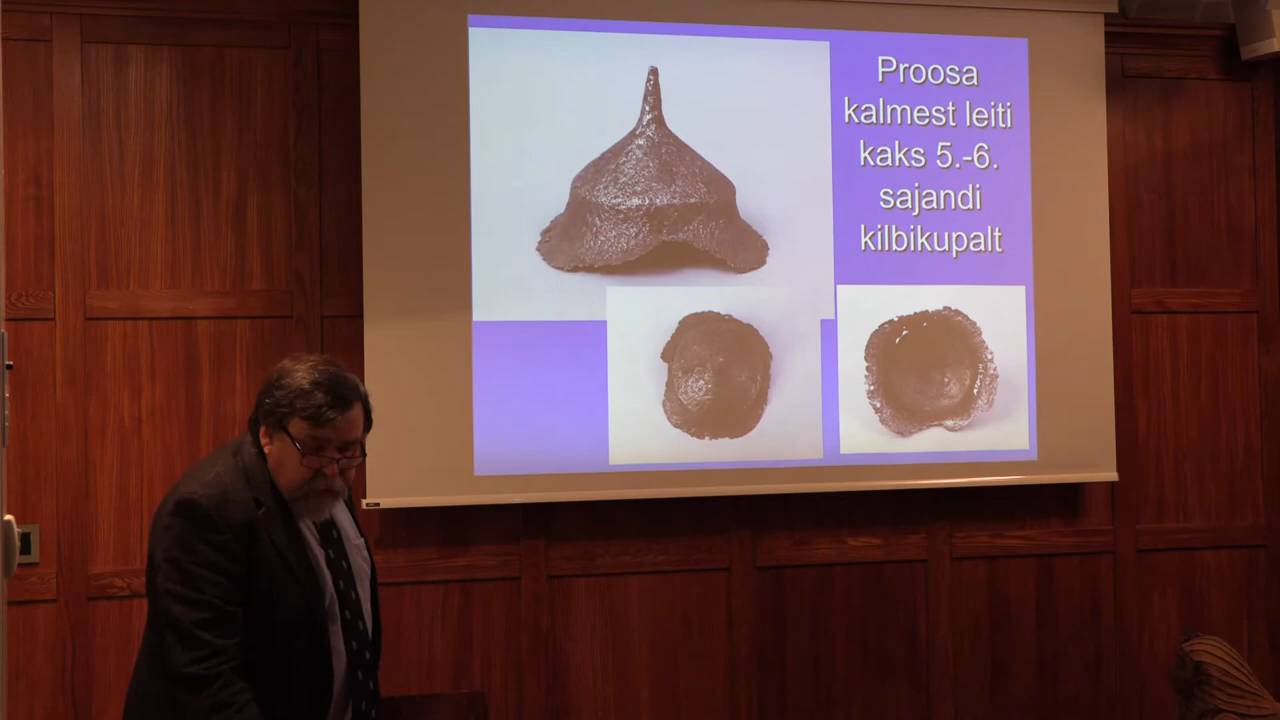 Proosa
kalmest leiti
kaks 5.-6.
sajandi
kilbikupalt